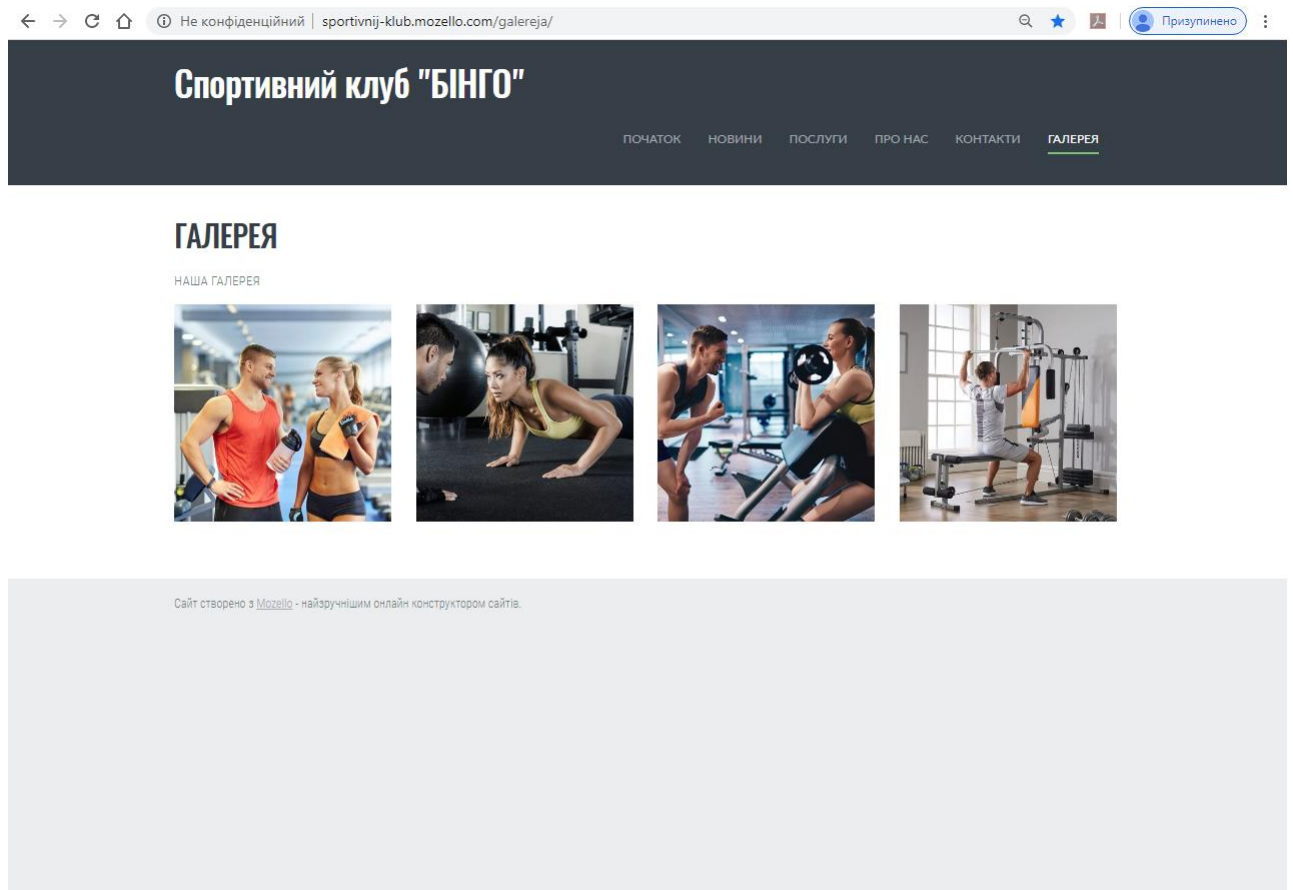 Не конфіденційний | sportivnij-klub.mozello.com/galereja/
Призупинено
Спортивний клуб "БІНГО"
ПОЧАТОК НОВИНИ ПОСЛУГИ ПРО НАС КОНТАКТИ ГАЛЕРЕЯ
ГАЛЕРЕЯ
НАША ГАЛЕРЕЯ
Сайт створено з Mozello - найзручнішим онлайн конструктором сайтів.